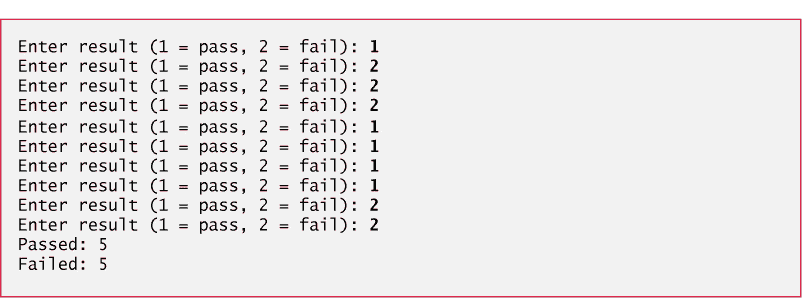 Enter result (1 = pass, 2 = fail): 1
Enter result (1 = pass, 2 = fail): 2
Enter result (1 = pass, 2 = fail): 2
Enter result (1 = pass, 2 = fail): 2
Enter result (1 = pass, 2 = fail): 1
Enter result (1 = pass, 2 = fail): 1
Enter result (1 = pass, 2 = fail): 1
Enter result (1 = pass, 2 = fail): 1
Enter result (1 = pass, 2 = fail): 2
Enter result (1 = pass, 2 = fail): 2
Passed: 5
Failed: 5